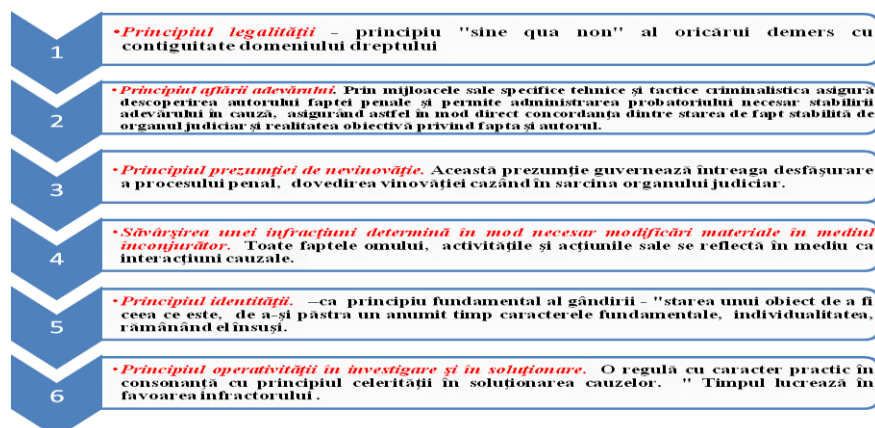 1
•Principiul legalității – principiu "sine qua non" al oricărui demers cu
contiguitate domeniului dreptului
2
•Principiul aflării adevărului. Prin mijloacele sale specifice tehnice și tactice criminalistica asigură
descoperirea autorului faptei penale și permite administrarea probatoriului necesar stabilirii
adevărului în cauză, asigurând astfel în mod direct concordanța dintre starea de fapt stabilită de
organul judiciar și realitatea obiectivă privind fapta și autorul.
3
•Principiul prezumției de nevinovăție. Această prezumție guvernează întreaga desfășurare
a procesului penal, dovedirea vinovăției cazând în sarcina organului judiciar.
4
•Săvârșirea unei infracțiuni determină în mod necesar modificări materiale în mediul
înconjurător. Toate faptele omului, activitățile și acțiunile sale se reflectă în mediu ca
interacțiuni cauzale.
5
•Principiul identității. –ca principiu fundamental al gândirii - "starea unui obiect de a fi
ceea ce este, de a-și păstra un anumit timp caracterele fundamentale, individualitatea,
rămânând el însuși.
6
•Principiul operativității în investigare și în soluționare. O regulă cu caracter practic în
consonanță cu principiul celerității în soluționarea cauzelor. " Timpul lucrează în
favoarea infractorului .